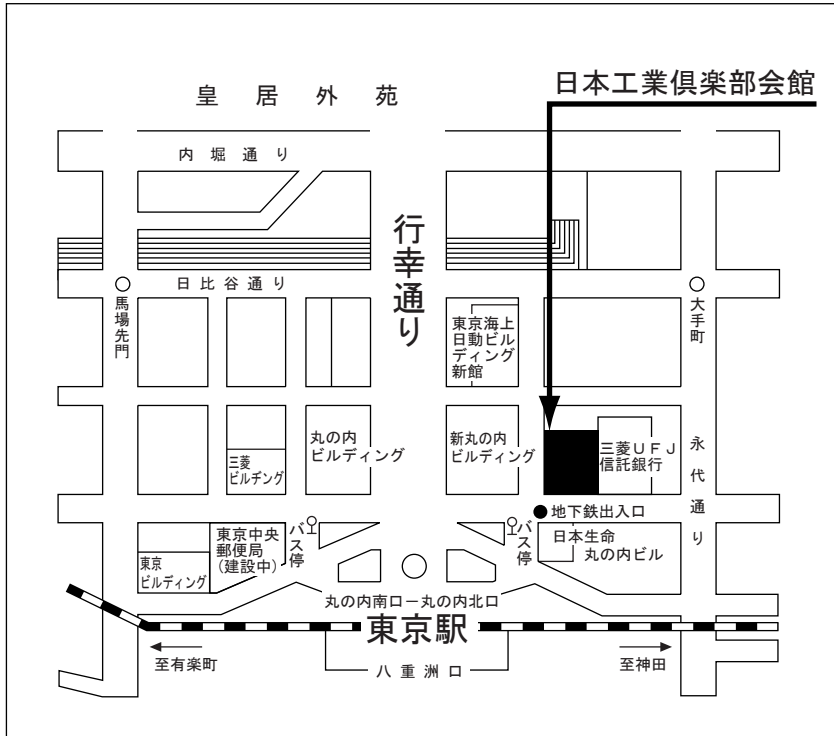 日本工業倶楽部会館
皇居外苑
内堀通り
行幸通り
日比谷通り
馬場先門
大手町
東京海上
日動ビル
ディング
新館
丸の内
ビルディング
新丸の内
ビルディング
三菱
ビルヂング
三菱UFJ
信託銀行
永代通り
地下鉄出入口
日本生命
丸の内ビル
バス停
バス停
東京中央
郵便局
(建設中)
東京
ビルディング
丸の内南口－丸の内北口
東京駅
至有楽町
至神田
八重洲口